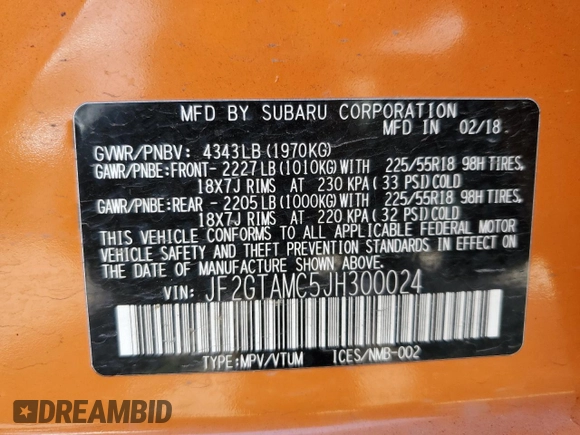 MFD BY SUBARU CORPORATION
MFD IN 02/18.
GVWR/PNBV: 4343LB(1970KG)
GAWR/PNBE:FRONT- 2227LB(1010KG)WITH 225/55R18 98H TIRES,
18X7J RIMS AT 230 KPA( 33 PSI)COLD
GAWR/PNBE:REAR - 2205LB(1000KG)WITH 225/55R18 98H TIRES,
18X7J RIMS AT 220 KPA( 32 PSI)COLD
THIS VEHICLE CONFORMS TO ALL APPLICABLE FEDERAL MOTOR
VEHICLE SAFETY AND THEFT PREVENTION STANDARDS IN EFFECT
ON THE DATE OF MANUFACTURE SHOWN ABOVE.
VIN: JF2GTAMC5JH300024
TYPE:MPV/VTUM ICES/NMB-002
DREAMBID